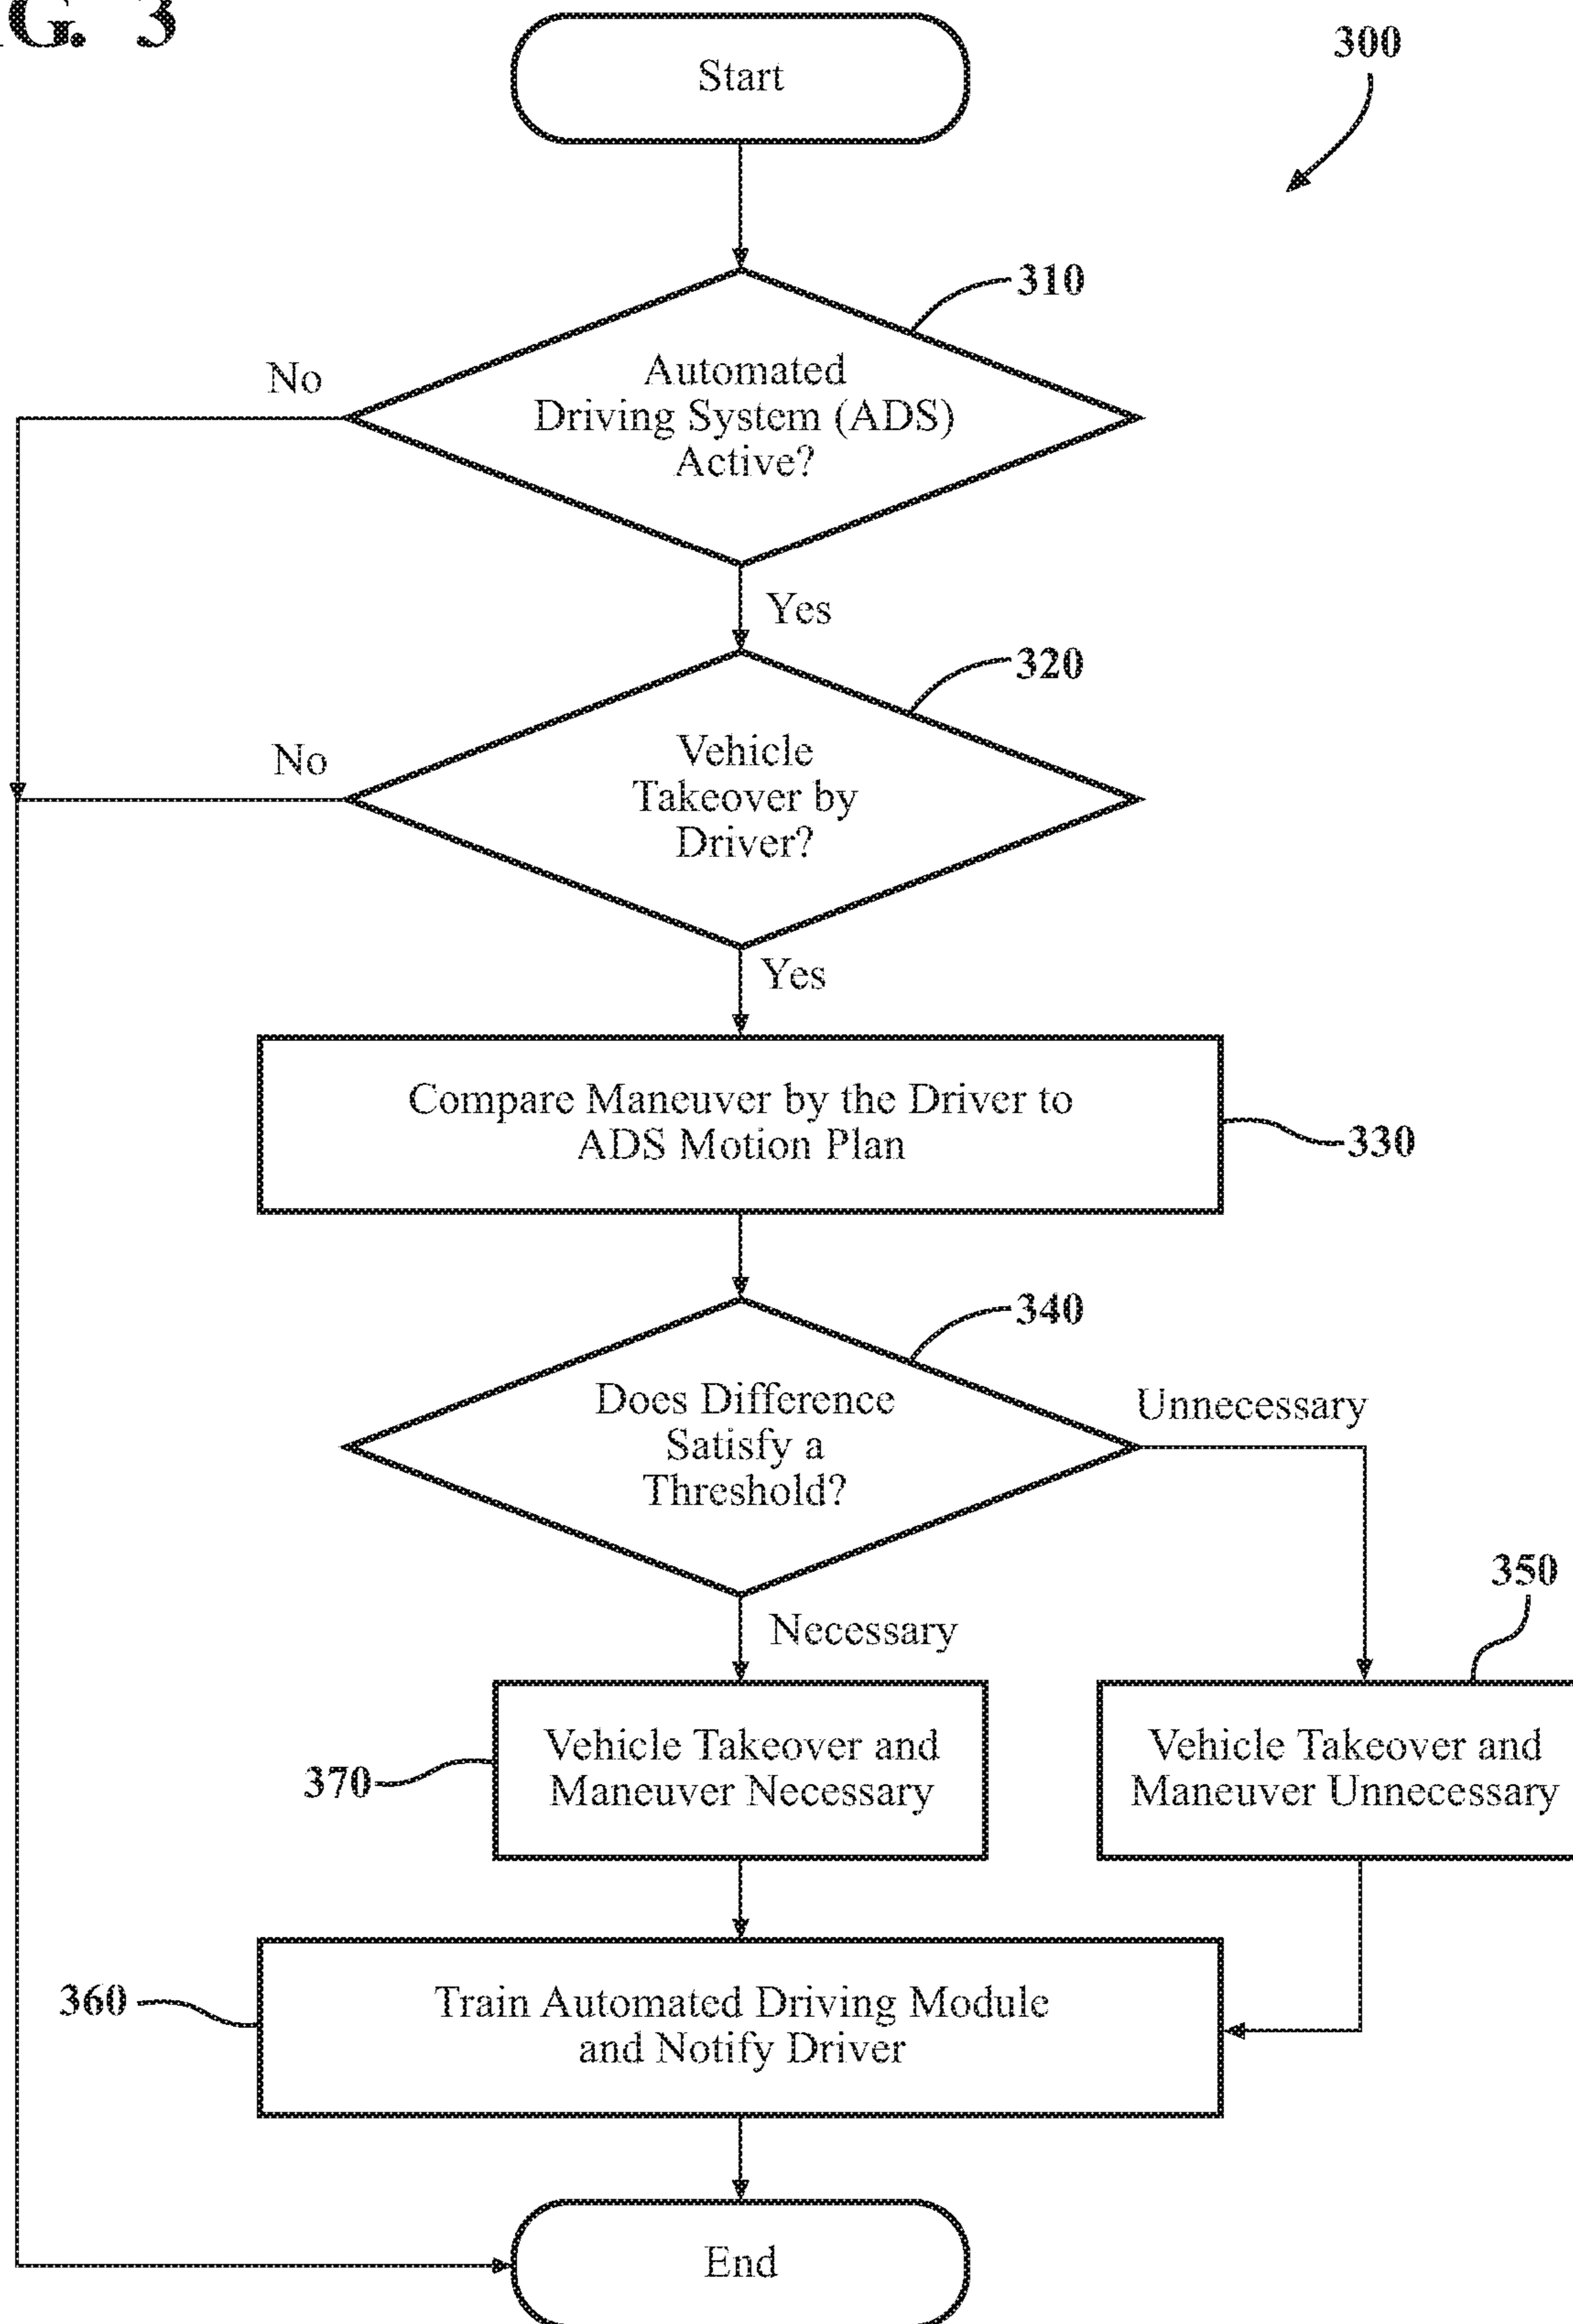 G. 3
Start
300
310
Automated
Driving System (ADS)
Active?
No
Yes
320
Vehicle
Takeover by
Driver?
No
Yes
Compare Maneuver by the Driver to
ADS Motion Plan
330
340
Does Difference
Satisfy a
Threshold?
Unnecessary
Necessary
350
Vehicle Takeover and
Maneuver Necessary
370
Vehicle Takeover and
Maneuver Unnecessary
360
Train Automated Driving Module
and Notify Driver
End